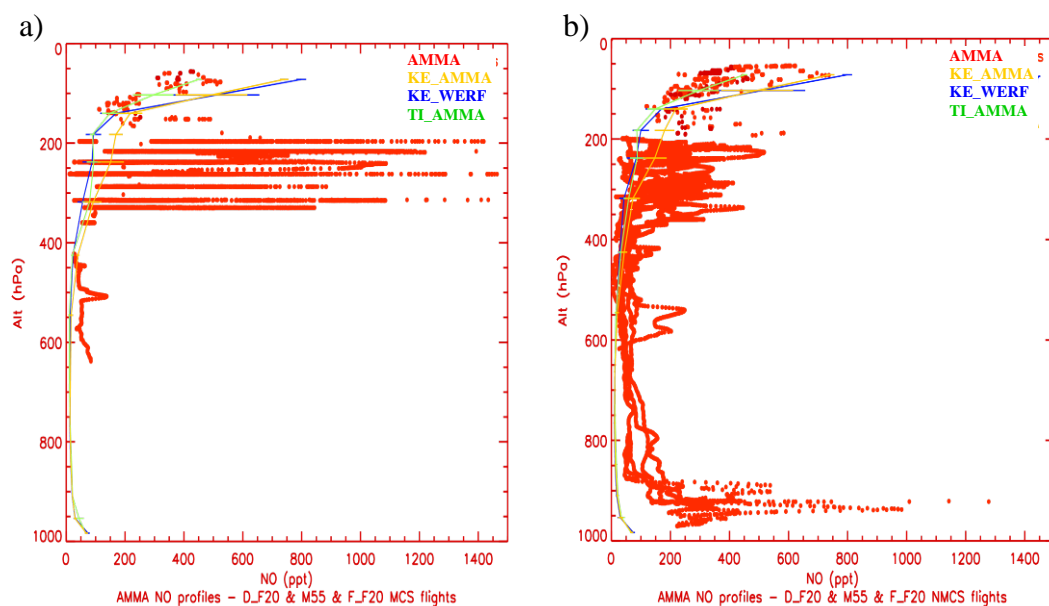 a)
AMMA
KE_AMMA
KE_WERF
TI_AMMA
s
0
200
400
600
800
1000
Alt (hPa)
0 200 400 600 800 1000 1200 1400
NO (ppt)
AMMA NO profiles - D_F20 & M55 & F_F20 MCS flights
b)
AMMA
KE_AMMA
KE_WERF
TI_AMMA
s
0
200
400
600
800
1000
Alt (hPa)
0 200 400 600 800 1000 1200 1400
NO (ppt)
AMMA NO profiles - D_F20 & M55 & F_F20 NMCS flights